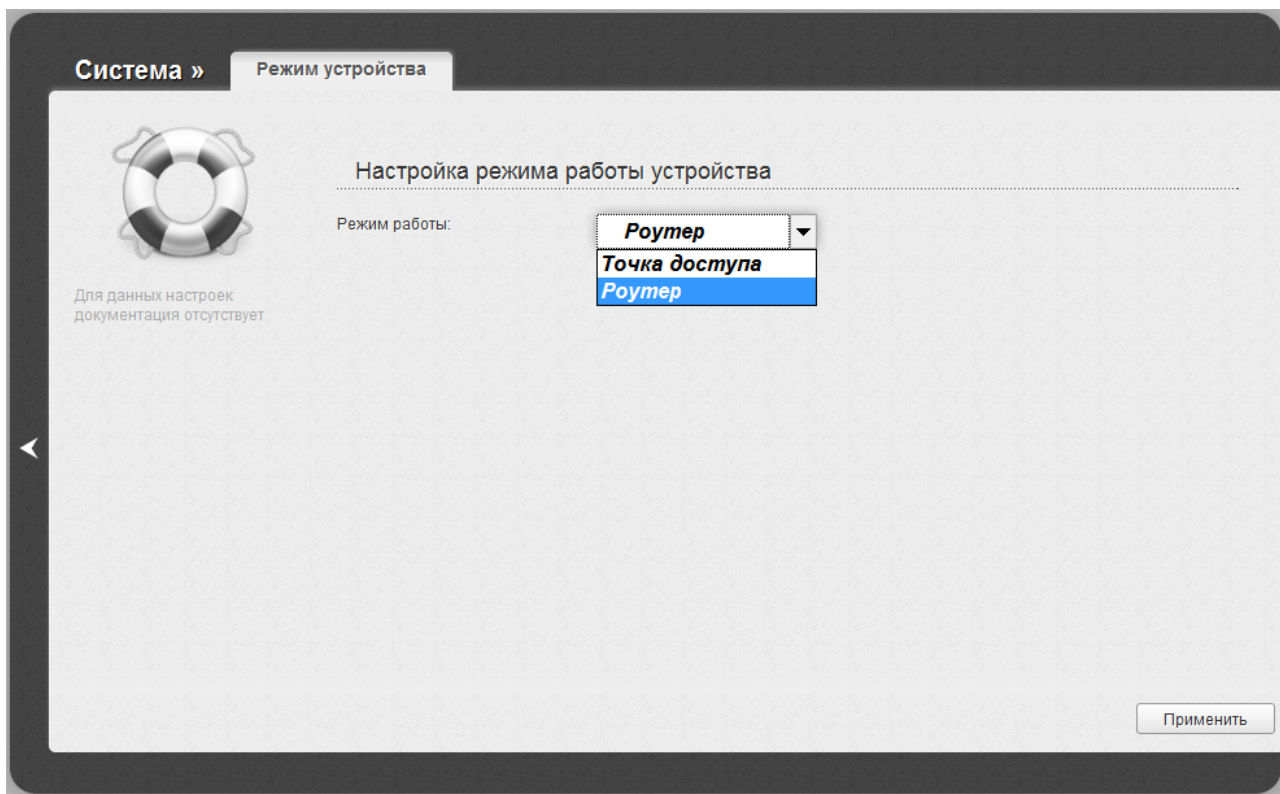 Система »
Режим устройства
Настройка режима работы устройства
Режим работы:
Роутер
Точка доступа
Роутер
Для данных настроек
документация отсутствует
Применить